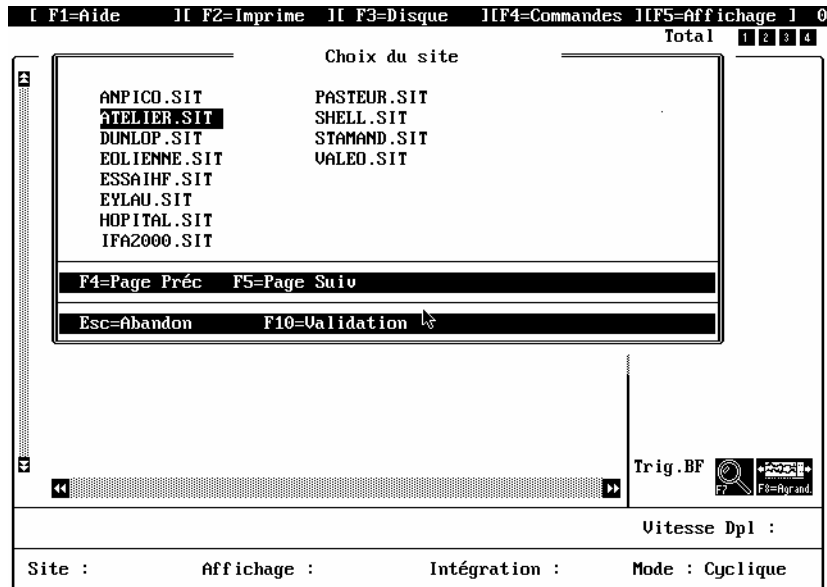 [ F1=Aide ][ F2=Imprime ][ F3=Disque ][F4=Commandes ][F5=Affichage ] 0
Total 1 2 3 4
Choix du site
ANPICO.SIT PASTEUR.SIT
ATELIER.SIT SHELL.SIT
DUNLOP.SIT STAMAND.SIT
EOLIENNE.SIT VALEO.SIT
ESSAIHF.SIT
EYLAU.SIT
HOPITAL.SIT
IFA2000.SIT
F4=Page Préc F5=Page Suiv
Esc=Abandon F10=Validation
Trig.BF
F7 F8=Agrand.
Vitesse Dpl :
Site : Affichage : Intégration : Mode : Cyclique